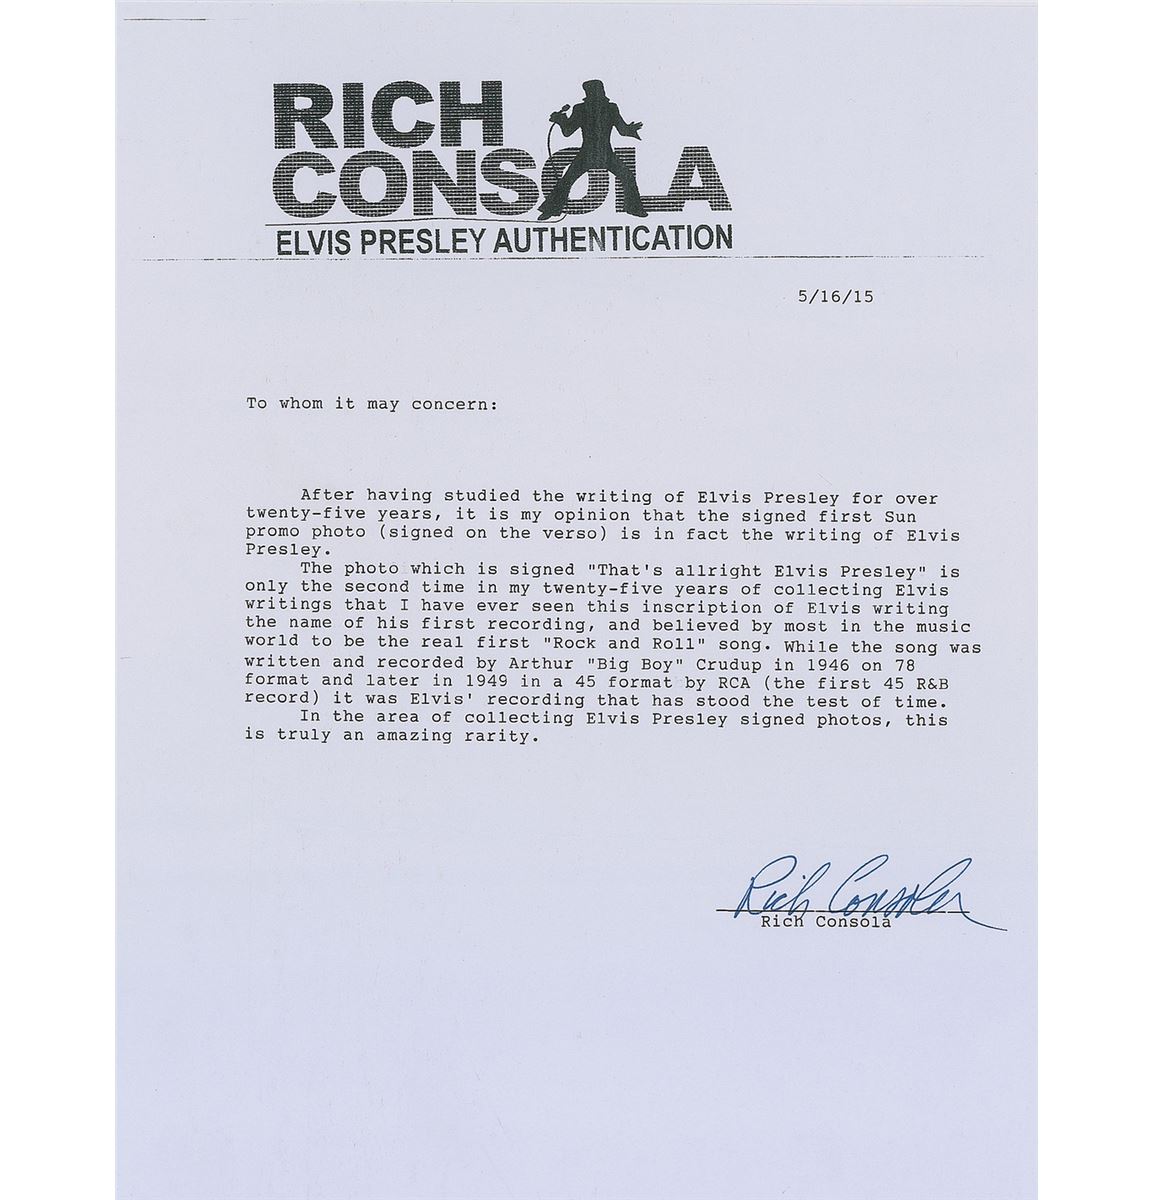 RICH
CONSOLA
ELVIS PRESLEY AUTHENTICATION
5/16/15
To whom it may concern:
After having studied the writing of Elvis Presley for over
twenty-five years, it is my opinion that the signed first Sun
promo photo (signed on the verso) is in fact the writing of Elvis
Presley.
The photo which is signed "That's allright Elvis Presley" is
only the second time in my twenty-five years of collecting Elvis
writings that I have ever seen this inscription of Elvis writing
the name of his first recording, and believed by most in the music
world to be the real first "Rock and Roll" song. While the song was
written and recorded by Arthur "Big Boy" Crudup in 1946 on 78
format and later in 1949 in a 45 format by RCA (the first 45 R&B
record) it was Elvis' recording that has stood the test of time.
In the area of collecting Elvis Presley signed photos, this
is truly an amazing rarity.
Rich Consola
Rich Consola